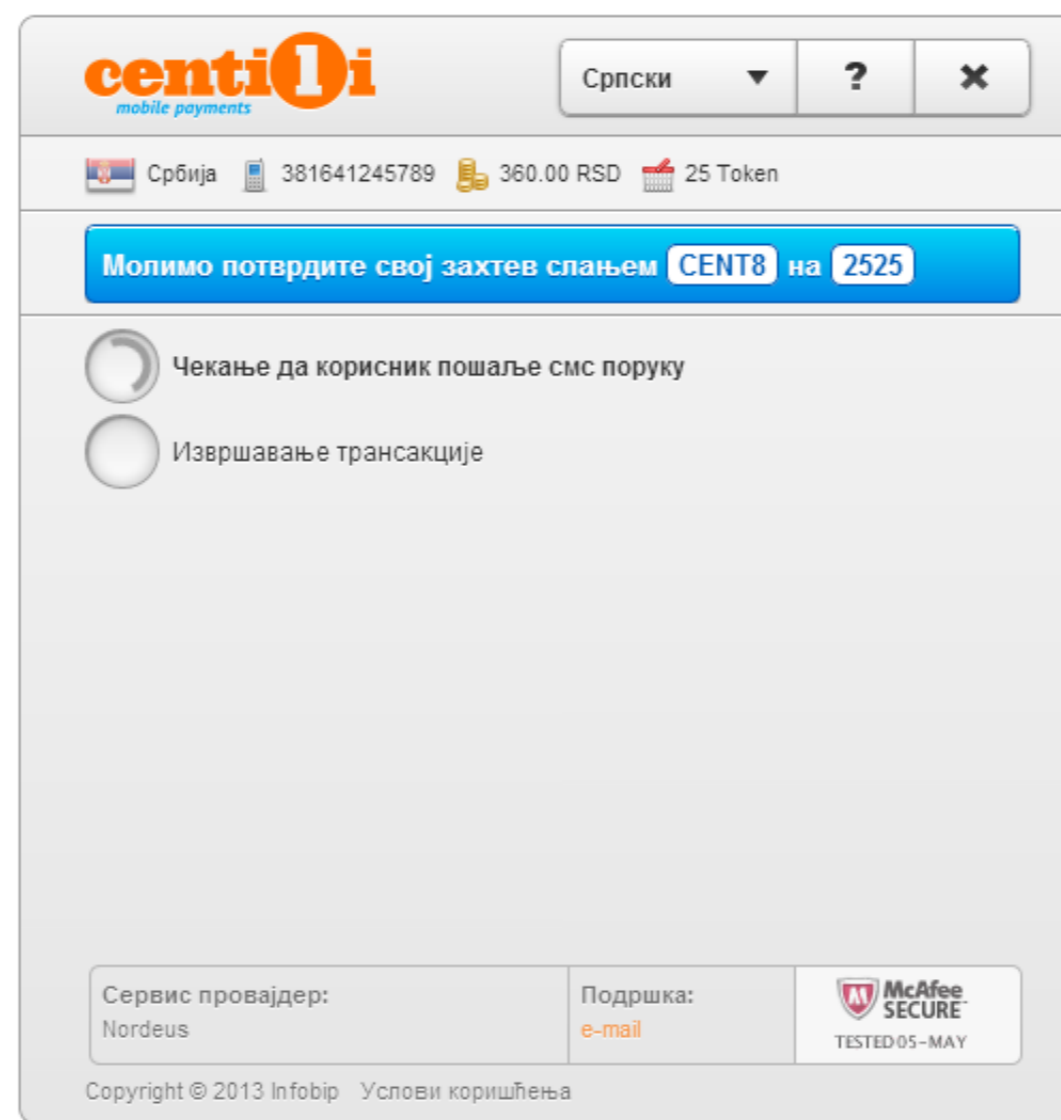 centi1i
mobile payments
Српски ?
Србија 381641245789 360.00 RSD 25 Token
Молимо потврдите свој захтев слањем CENT8 на 2525
Чекање да корисник пошаље смс поруку
Извршавање трансакције
Сервис провајдер:
Nordeus
Подршка:
e-mail
McAfee
SECURE
TESTED 05-MAY
Copyright © 2013 Infobip Услови коришћења